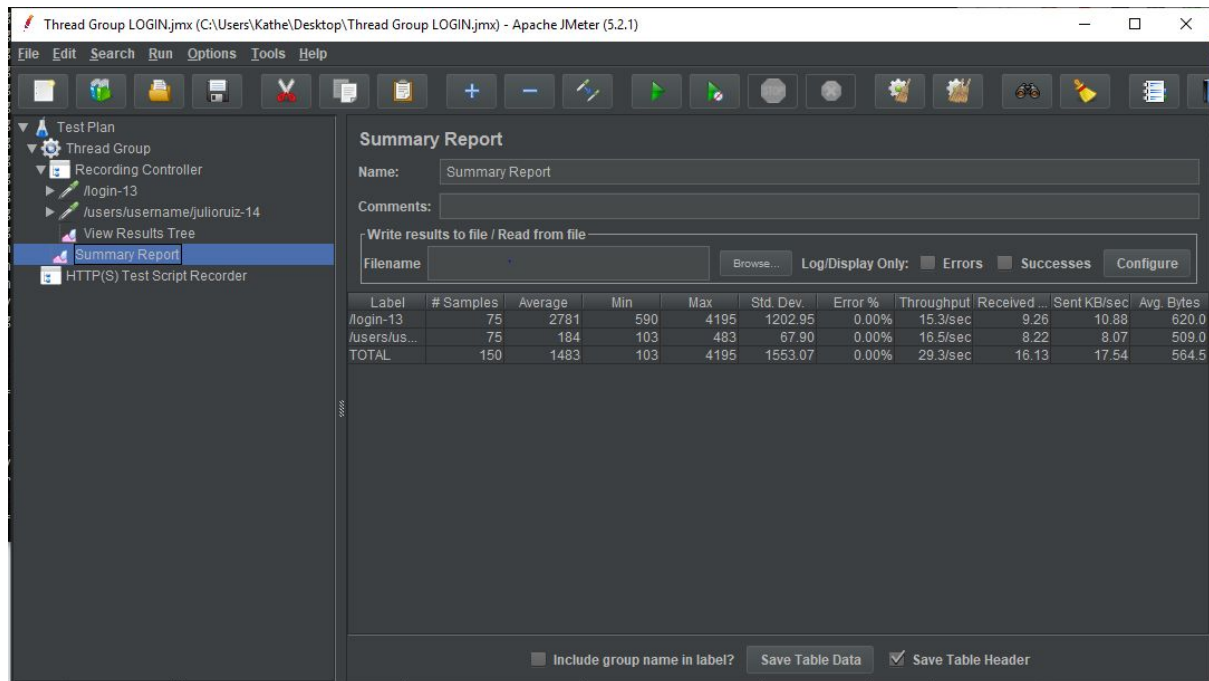 Thread Group LOGIN.jmx (C:\Users\Kathe\Desktop\Thread Group LOGIN.jmx) - Apache JMeter (5.2.1)
File Edit Search Run Options Tools Help
Test Plan
Thread Group
Recording Controller
/login-13
/users/username/julioruiz-14
View Results Tree
Summary Report
HTTP(S) Test Script Recorder
Summary Report
Name: Summary Report
Comments:
Write results to file / Read from file
Filename Browse... Log/Display Only: Errors Successes Configure
Label # Samples Average Min Max Std. Dev. Error % Throughput Received ... Sent KB/sec Avg. Bytes
/login-13 75 2781 590 4195 1202.95 0.00% 15.3/sec 9.26 10.88 620.0
/users/us... 75 184 103 483 67.90 0.00% 16.5/sec 8.22 8.07 509.0
TOTAL 150 1483 103 4195 1553.07 0.00% 29.3/sec 16.13 17.54 564.5
Include group name in label? Save Table Data Save Table Header